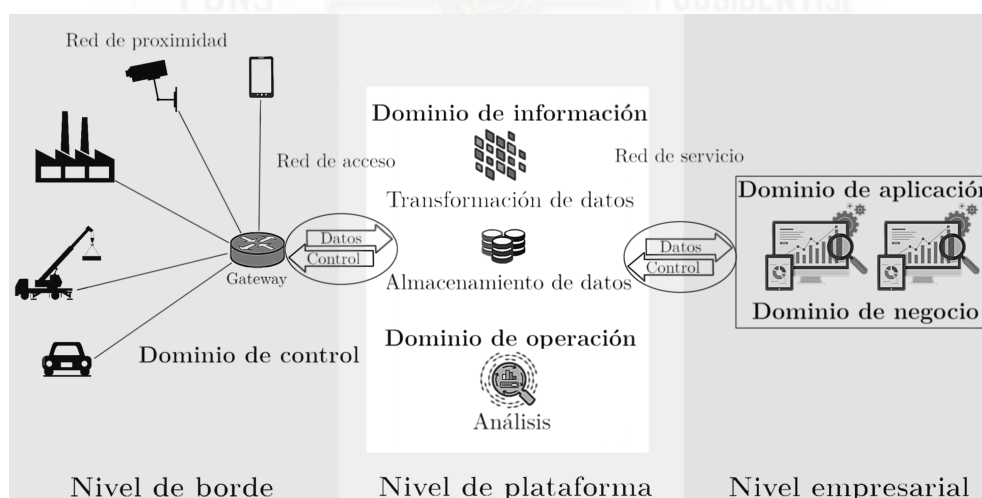 Red de proximidad
Dominio de información
Red de acceso
Red de servicio
Transformación de datos
Dominio de aplicación
Datos
Control
Gateway
Datos
Control
Almacenamiento de datos
Dominio de negocio
Dominio de operación
Dominio de control
Análisis
Nivel de borde
Nivel de plataforma
Nivel empresarial